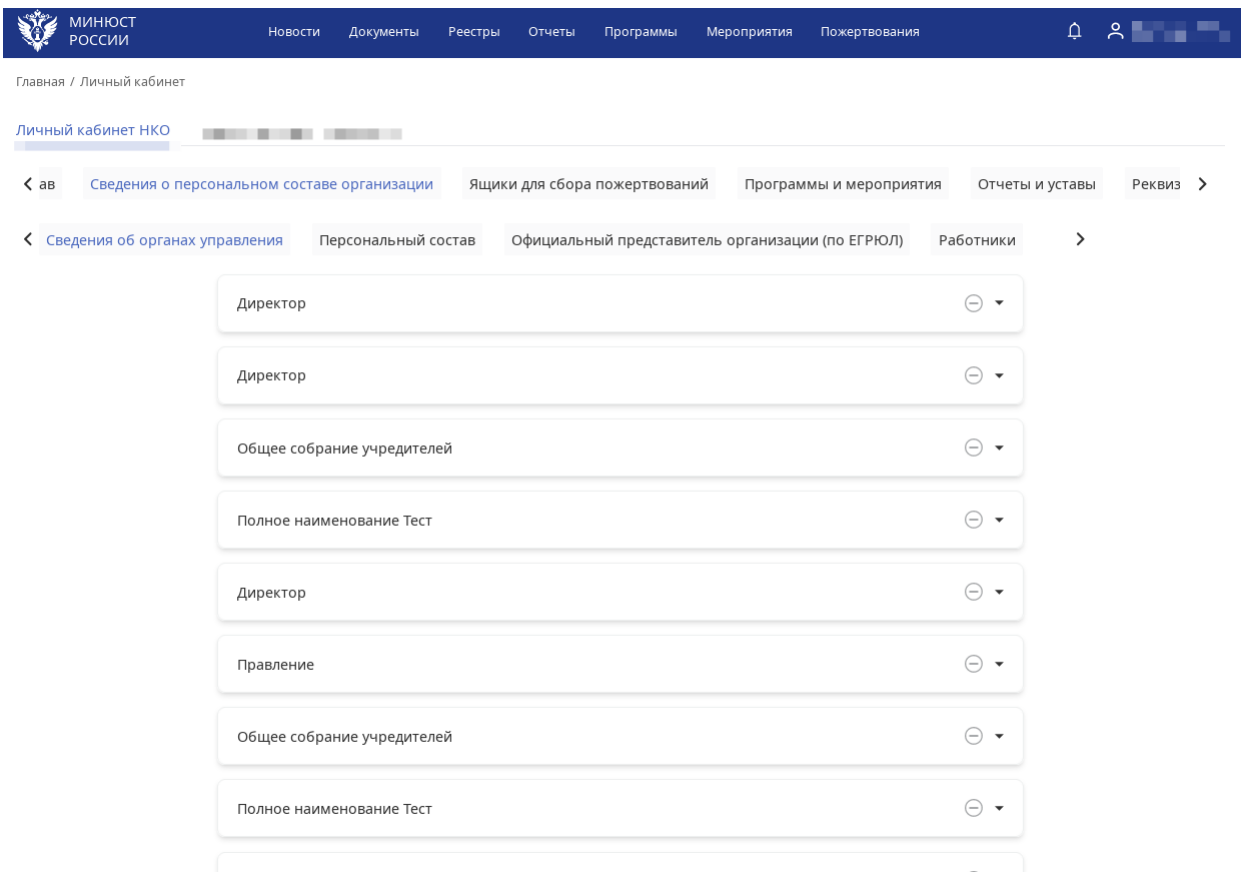 МИНЮСТ
РОССИИ
Новости Документы Реестры Отчеты Программы Мероприятия Пожертвования
Главная / Личный кабинет
Личный кабинет НКО
ав Сведения о персональном составе организации Ящики для сбора пожертвований Программы и мероприятия Отчеты и уставы Реквиз
Сведения об органах управления Персональный состав Официальный представитель организации (по ЕГРЮЛ) Работники
Директор
Директор
Общее собрание учредителей
Полное наименование Тест
Директор
Правление
Общее собрание учредителей
Полное наименование Тест